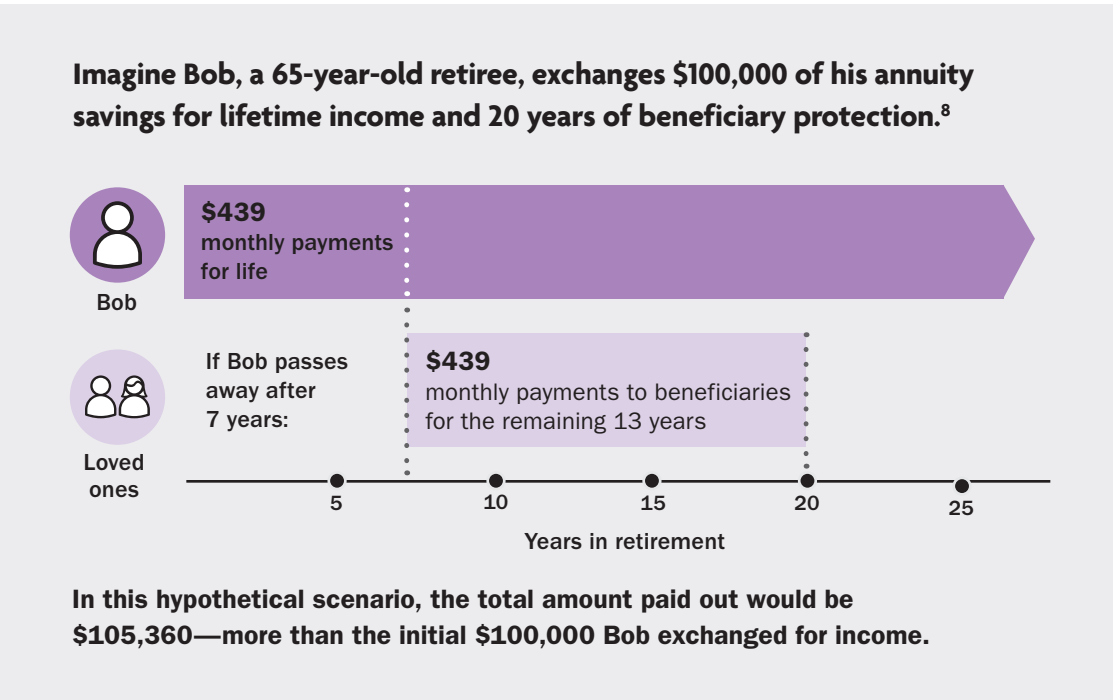 Imagine Bob, a 65-year-old retiree, exchanges $100,000 of his annuity
savings for lifetime income and 20 years of beneficiary protection.⁸
$439
monthly payments
for life
Bob
If Bob passes
away after
7 years:
$439
monthly payments to beneficiaries
for the remaining 13 years
Loved
ones
5
10
15
20
25
Years in retirement
In this hypothetical scenario, the total amount paid out would be
$105,360—more than the initial $100,000 Bob exchanged for income.